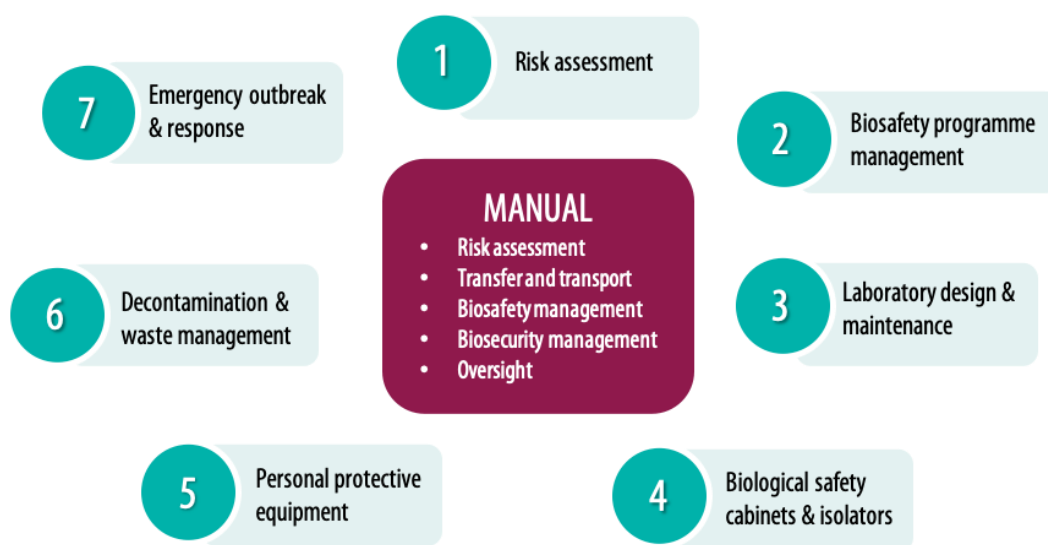 1
Risk assessment
2
Biosafety programme
management
3
Laboratory design &
maintenance
4
Biological safety
cabinets & isolators
5
Personal protective
equipment
6
Decontamination &
waste management
7
Emergency outbreak
& response
MANUAL
• Risk assessment
• Transfer and transport
• Biosafety management
• Biosecurity management
• Oversight